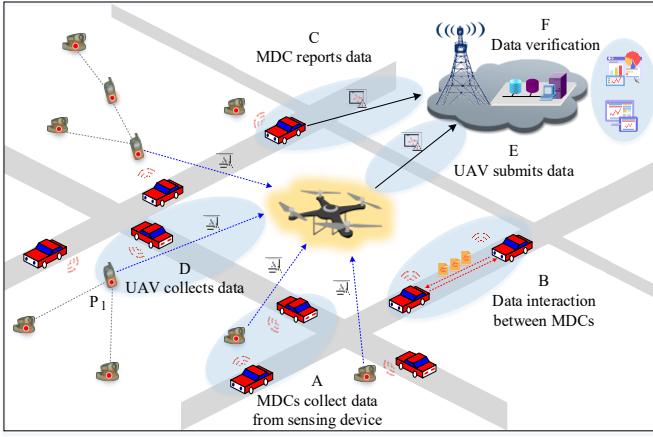 C
MDC reports data
F
Data verification
E
UAV submits data
D
UAV collects data
P1
B
Data interaction
between MDCs
A
MDCs collect data
from sensing device